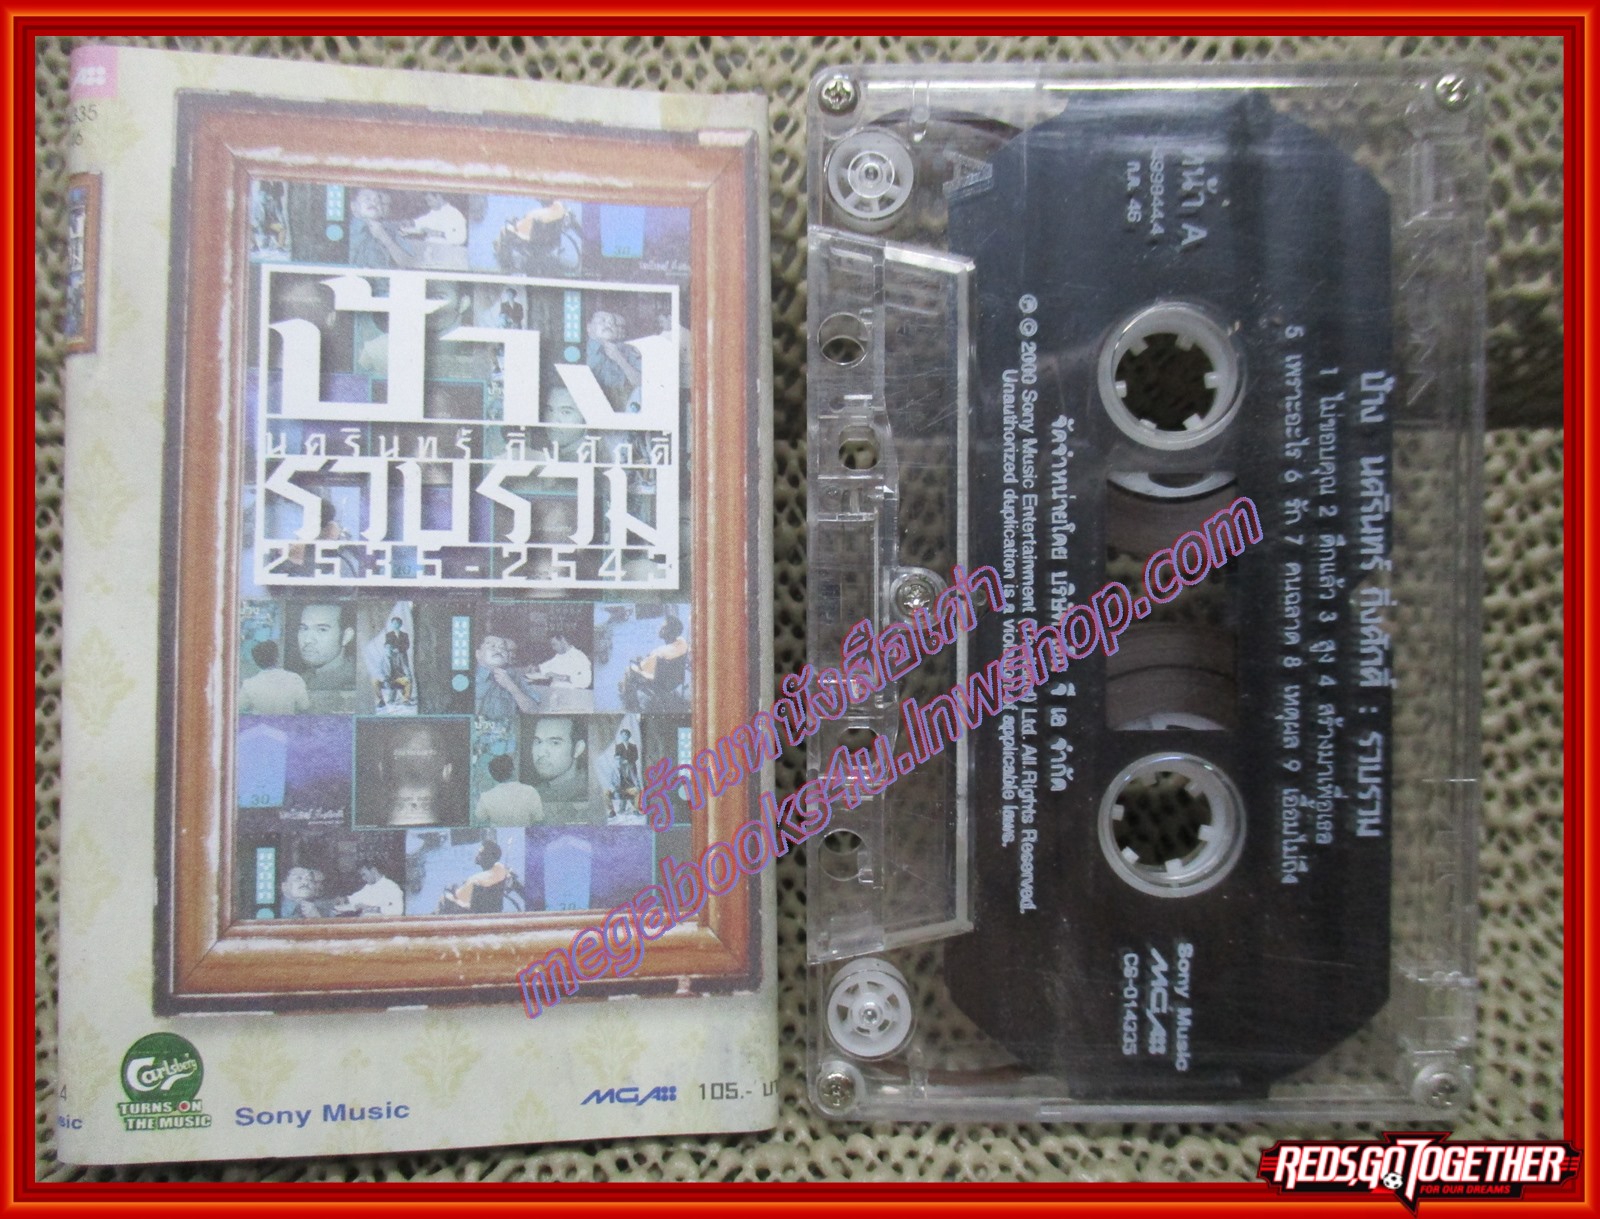 ป้าง
นครินทร์ กิ่งศักดิ์
ราบราม
2535-2543
Carlsberg
TURNS ON
THE MUSIC
Sony Music
MGA
105.-
หน้า A
ก.ค. 46
ป้าง นครินทร์ กิ่งศักดิ์ : ราบราม
1 ไม่ขอบคุณ 2 ดึกแล้ว 3 จูง 4 สร้างมาเพื่อเธอ
5 เพราะอะไร 6 รัก 7 คนฉลาด 8 เหตุผล 9 เอื้อมไม่ถึง
จัดจำหน่ายโดย บริษัท เอ็ม จี เอ จำกัด
℗ © 2000 Sony Music Entertainment Ltd. All Rights Reserved.
Unauthorized duplication is a violation of applicable laws.
Sony Music
MGA
CS-014335
ร้านหนังสือเก่า
megabooks4u.lnwshop.com
REDS,GO TOGETHER
FOR OUR DREAMS